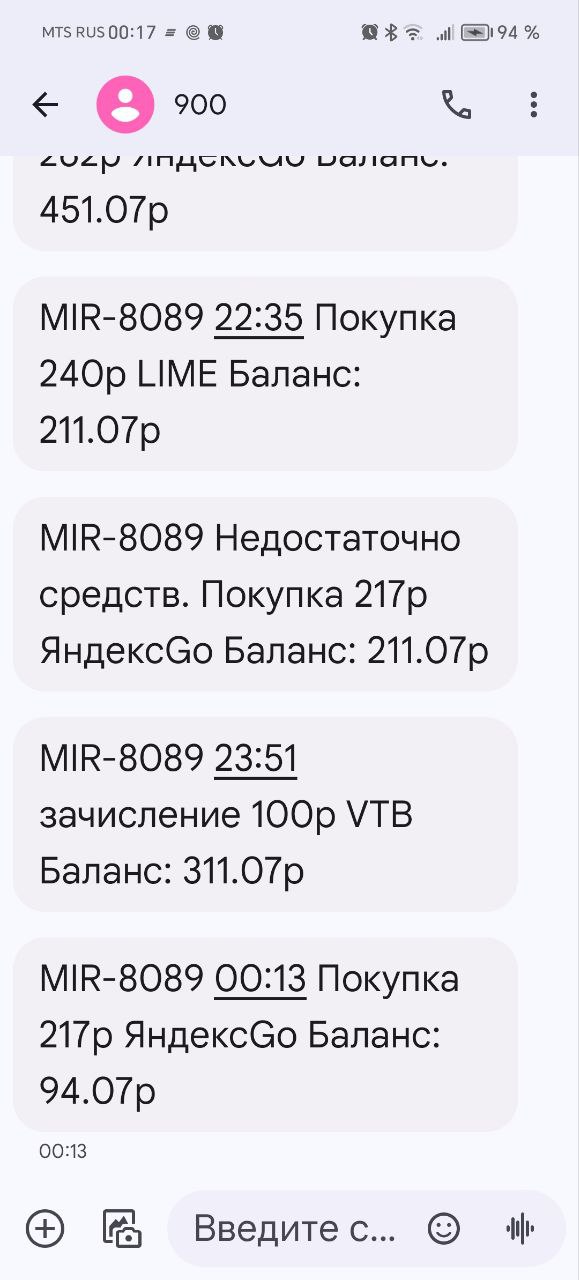 MTS RUS 00:17 94 %
900
262р ЯндексGo Баланс:
451.07р
MIR-8089 22:35 Покупка
240р LIME Баланс:
211.07р
MIR-8089 Недостаточно
средств. Покупка 217р
ЯндексGo Баланс: 211.07р
MIR-8089 23:51
зачисление 100р VTB
Баланс: 311.07р
MIR-8089 00:13 Покупка
217р ЯндексGo Баланс:
94.07р
00:13
Введите с...